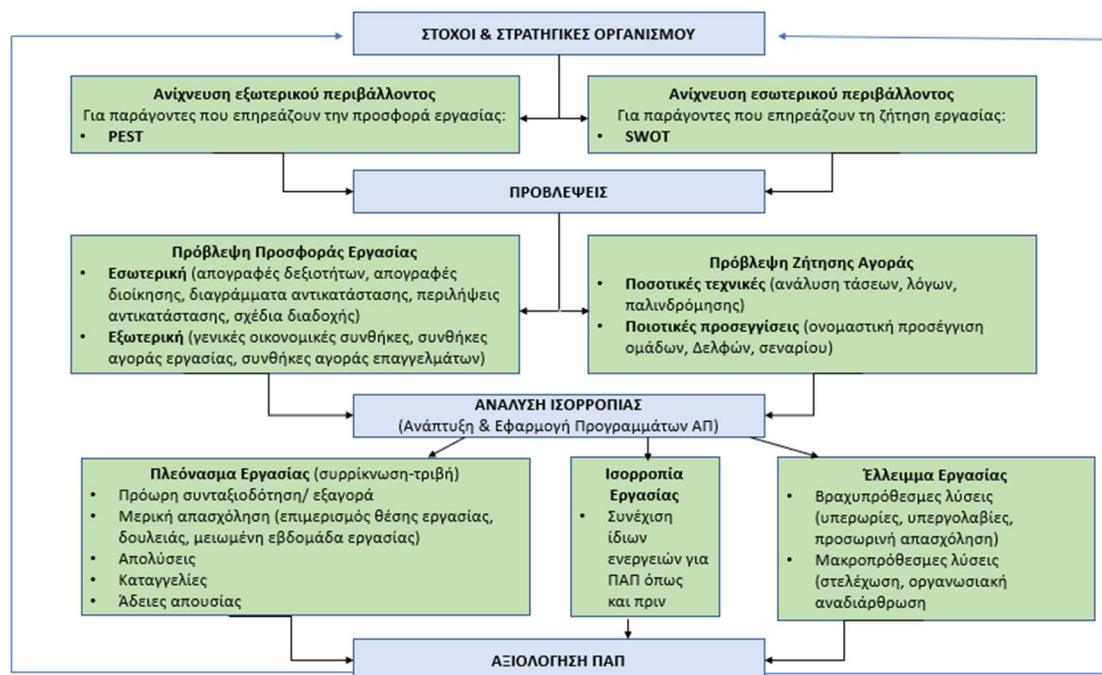 ΣΤΟΧΟΙ & ΣΤΡΑΤΗΓΙΚΕΣ ΟΡΓΑΝΙΣΜΟΥ
Ανίχνευση εξωτερικού περιβάλλοντος
Για παράγοντες που επηρεάζουν την προσφορά εργασίας:
• PEST
Ανίχνευση εσωτερικού περιβάλλοντος
Για παράγοντες που επηρεάζουν τη ζήτηση εργασίας:
• SWOT
ΠΡΟΒΛΕΨΕΙΣ
Πρόβλεψη Προσφοράς Εργασίας
• Εσωτερική (απογραφές δεξιοτήτων, απογραφές
διοίκησης, διαγράμματα αντικατάστασης, περιλήψεις
αντικατάστασης, σχέδια διαδοχής)
• Εξωτερική (γενικές οικονομικές συνθήκες, συνθήκες
αγοράς εργασίας, συνθήκες αγοράς επαγγελμάτων)
Πρόβλεψη Ζήτησης Αγοράς
• Ποσοτικές τεχνικές (ανάλυση τάσεων, λόγων,
παλινδρόμησης)
• Ποιοτικές προσεγγίσεις (ονομαστική προσέγγιση
ομάδων, Δελφών, σεναρίου)
ΑΝΑΛΥΣΗ ΙΣΟΡΡΟΠΙΑΣ
(Ανάπτυξη & Εφαρμογή Προγραμμάτων ΑΠ)
Πλεόνασμα Εργασίας (συρρίκνωση-τριβή)
• Πρόωρη συνταξιοδότηση/ εξαγορά
• Μερική απασχόληση (επιμερισμός θέσης εργασίας,
δουλειάς, μειωμένη εβδομάδα εργασίας)
• Απολύσεις
• Καταγγελίες
• Άδειες απουσίας
Ισορροπία
Εργασίας
• Συνέχιση
ίδιων
ενεργειών για
ΠΑΠ όπως
και πριν
Έλλειμμα Εργασίας
• Βραχυπρόθεσμες λύσεις
(υπερωρίες, υπεργολαβίες,
προσωρινή απασχόληση)
• Μακροπρόθεσμες λύσεις
(στελέχωση, οργανωσιακή
αναδιάρθρωση
ΑΞΙΟΛΟΓΗΣΗ ΠΑΠ